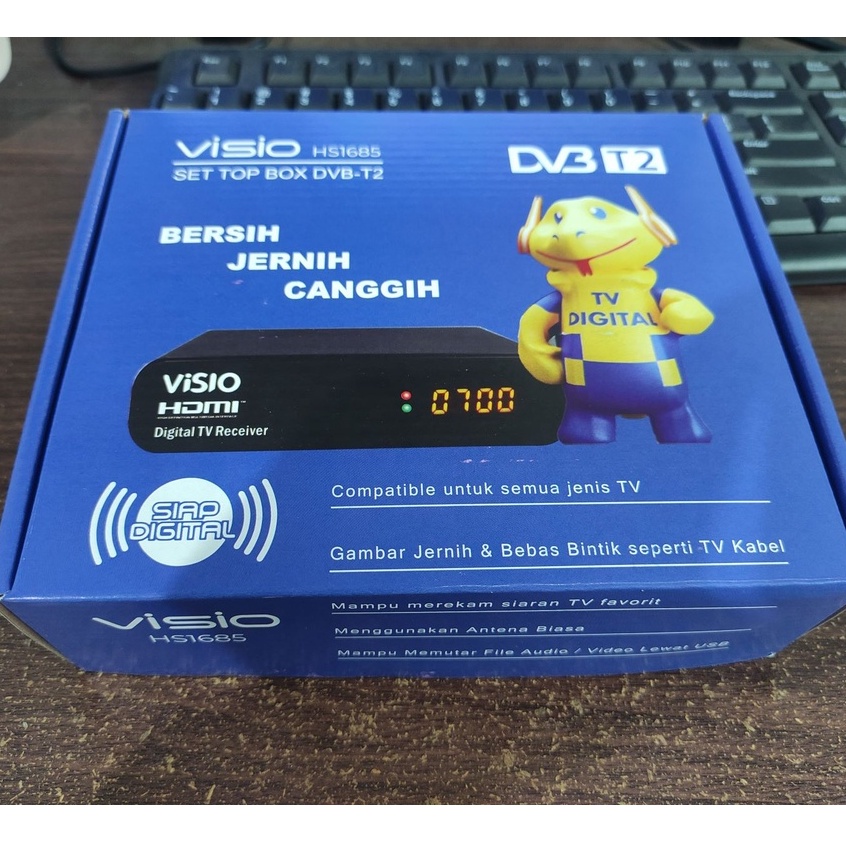 ViSiO HS1685
SET TOP BOX DVB-T2
DVB T2
BERSIH
JERNIH
CANGGIH
TV
DIGITAL
ViSIO
HDMI™
Digital TV Receiver
0700
SIAP
DIGITAL
Compatible untuk semua jenis TV
Gambar Jernih & Bebas Bintik seperti TV Kabel
ViSiO
HS1685
Mampu merekam siaran TV favorit
Menggunakan Antena Biasa
Mampu Memutar File Audio / Video Lewat USB